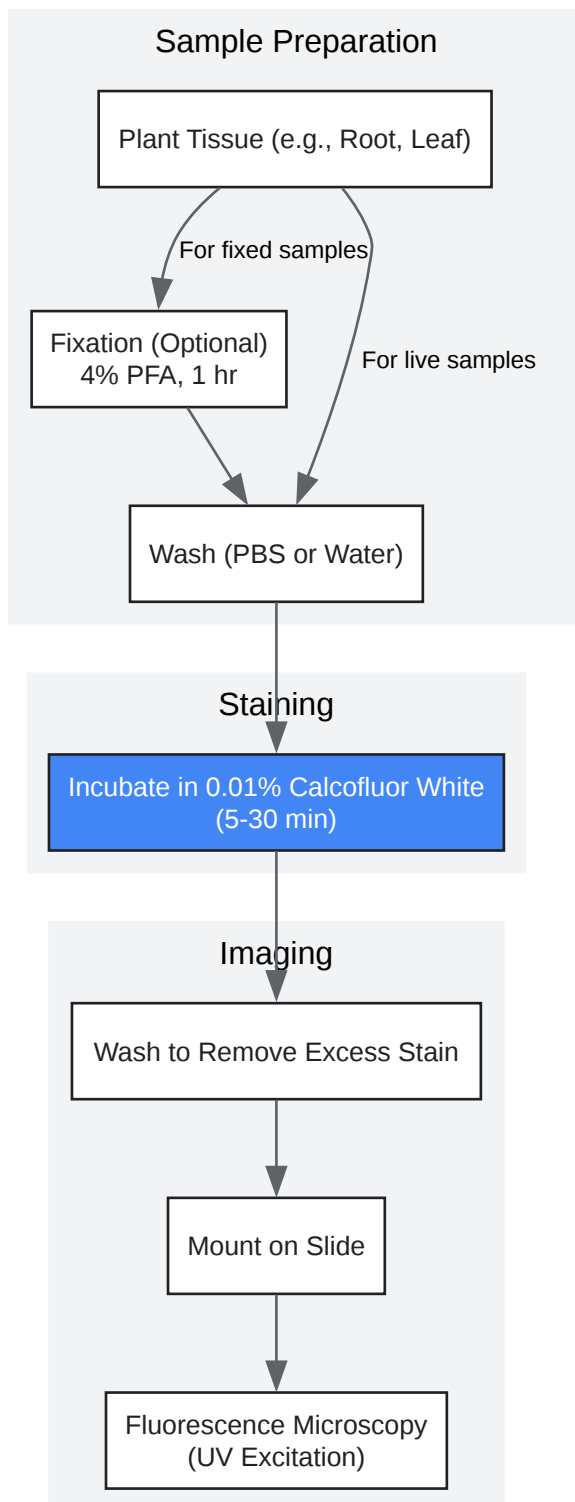 Sample Preparation
Plant Tissue (e.g., Root, Leaf)
For fixed samples
Fixation (Optional)
4% PFA, 1 hr
For live samples
Wash (PBS or Water)
Staining
Incubate in 0.01% Calcofluor White
(5-30 min)
Imaging
Wash to Remove Excess Stain
Mount on Slide
Fluorescence Microscopy
(UV Excitation)